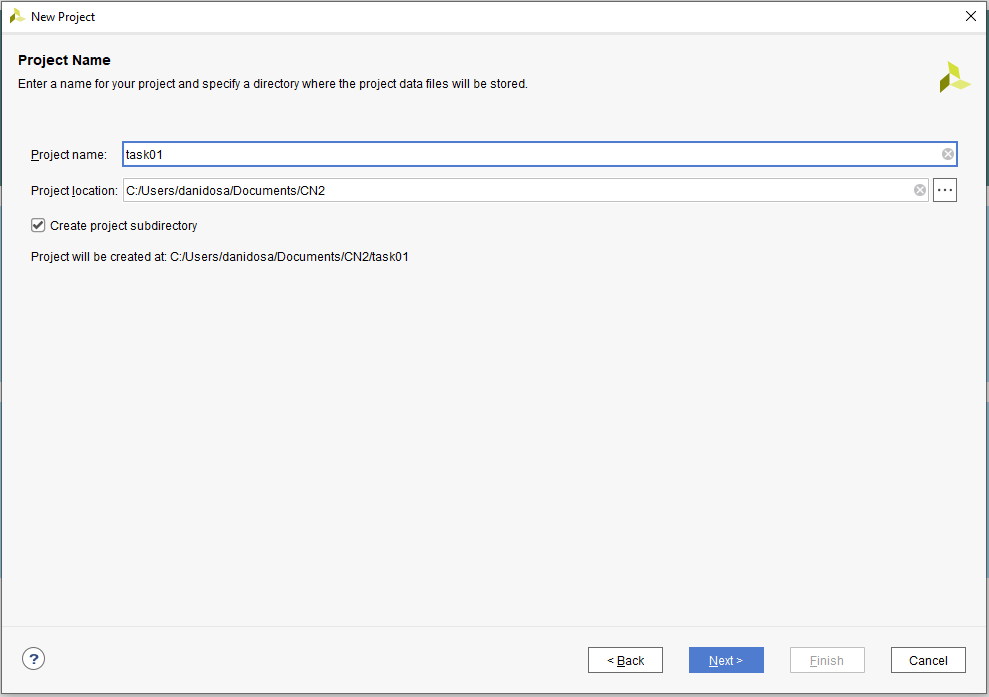 New Project
Project Name
Enter a name for your project and specify a directory where the project data files will be stored.
Project name: task01
Project location: C:/Users/danidosa/Documents/CN2 ...
Create project subdirectory
Project will be created at: C:/Users/danidosa/Documents/CN2/task01
? < Back Next > Finish Cancel